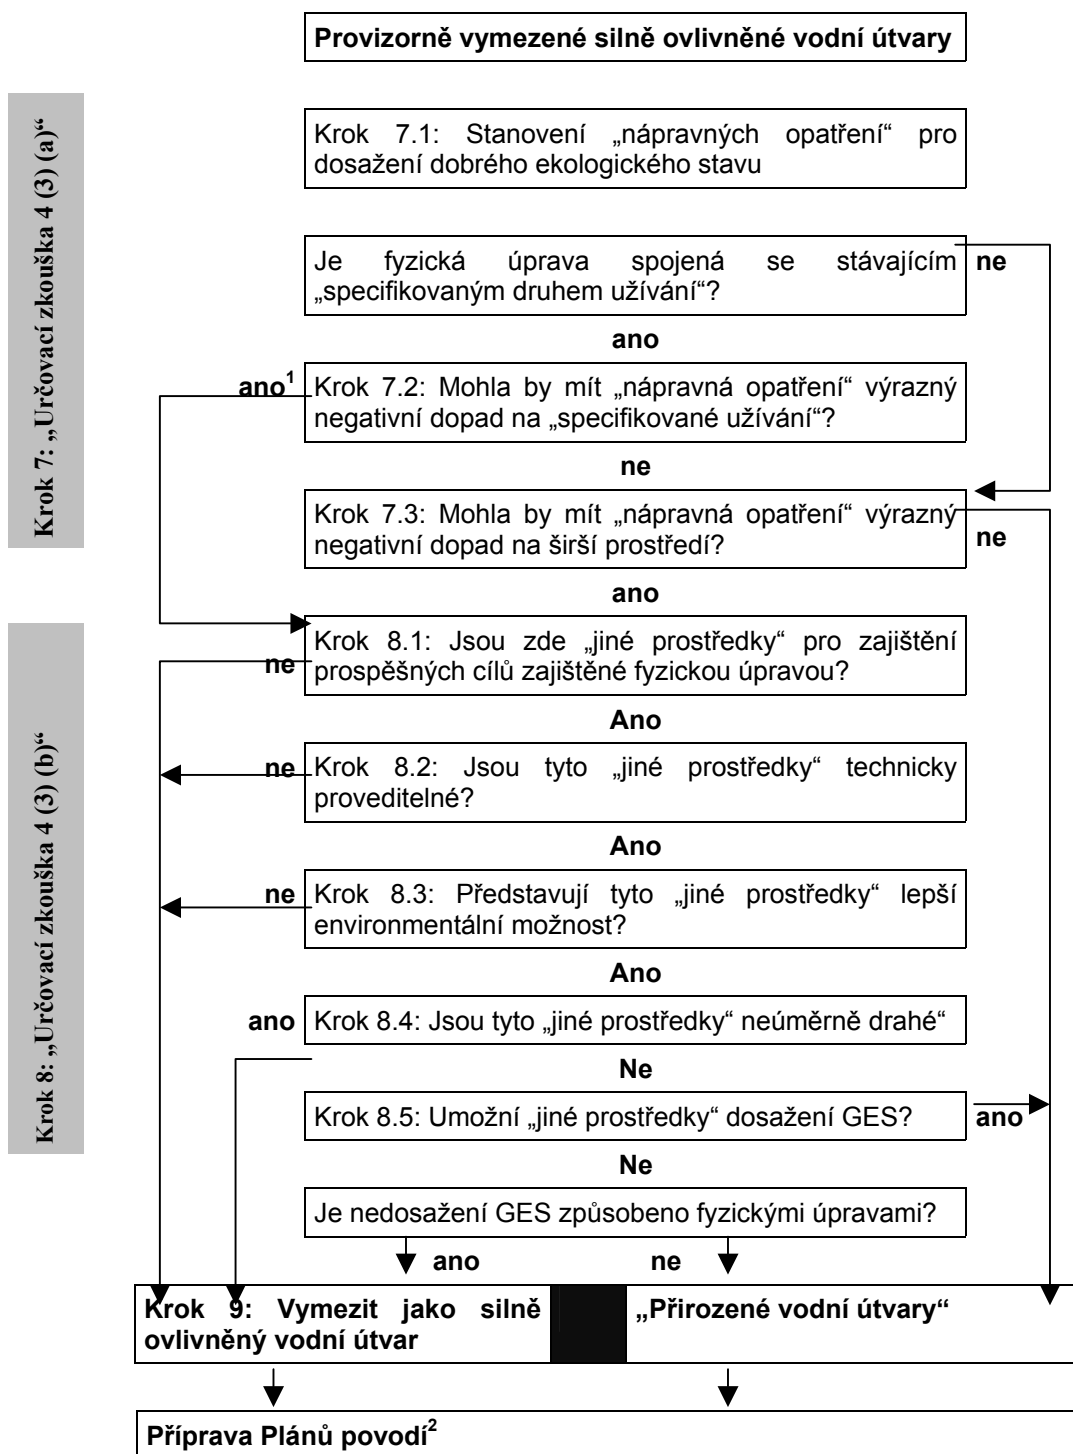 Provizorně vymezené silně ovlivněné vodní útvary
Krok 7: „Určovací zkouška 4 (3) (a)“
Krok 7.1: Stanovení „nápravných opatření“ pro
dosažení dobrého ekologického stavu
Je fyzická úprava spojená se stávajícím
„specifikovaným druhem užívání“?
ne
ano
ano1
Krok 7.2: Mohla by mít „nápravná opatření“ výrazný
negativní dopad na „specifikované užívání“?
ne
Krok 7.3: Mohla by mít „nápravná opatření“ výrazný
negativní dopad na širší prostředí?
ne
ano
Krok 8: „Určovací zkouška 4 (3) (b)“
Krok 8.1: Jsou zde „jiné prostředky“ pro zajištění
prospěšných cílů zajištěné fyzickou úpravou?
ne
Ano
ne
Krok 8.2: Jsou tyto „jiné prostředky“ technicky
proveditelné?
Ano
ne
Krok 8.3: Představují tyto „jiné prostředky“ lepší
environmentální možnost?
Ano
ano
Krok 8.4: Jsou tyto „jiné prostředky“ neúměrně drahé“
Ne
Krok 8.5: Umožní „jiné prostředky“ dosažení GES?
ano
Ne
Je nedosažení GES způsobeno fyzickými úpravami?
ano
ne
Krok 9: Vymezit jako silně
ovlivněný vodní útvar
„Přirozené vodní útvary“
Příprava Plánů povodí2